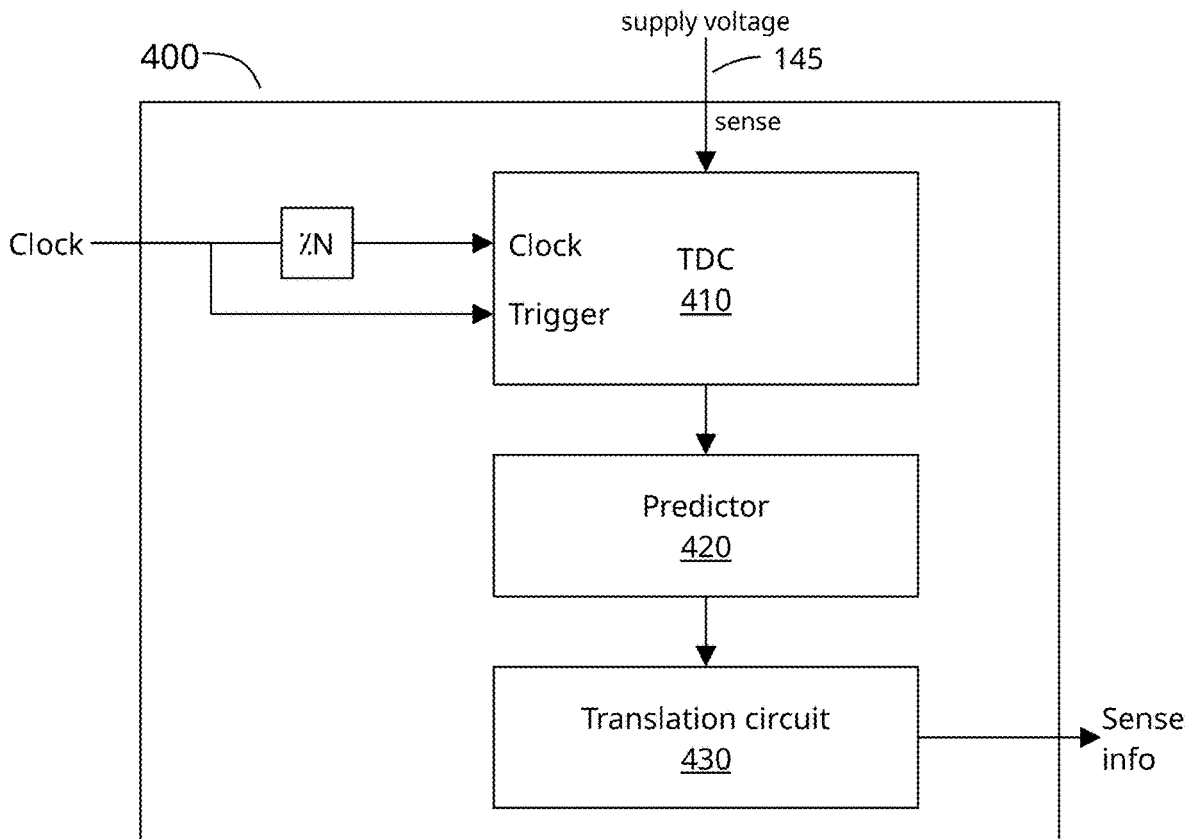 supply voltage
400
145
sense
Clock
⁒N
Clock
Trigger
TDC
410
Predictor
420
Translation circuit
430
Sense
info